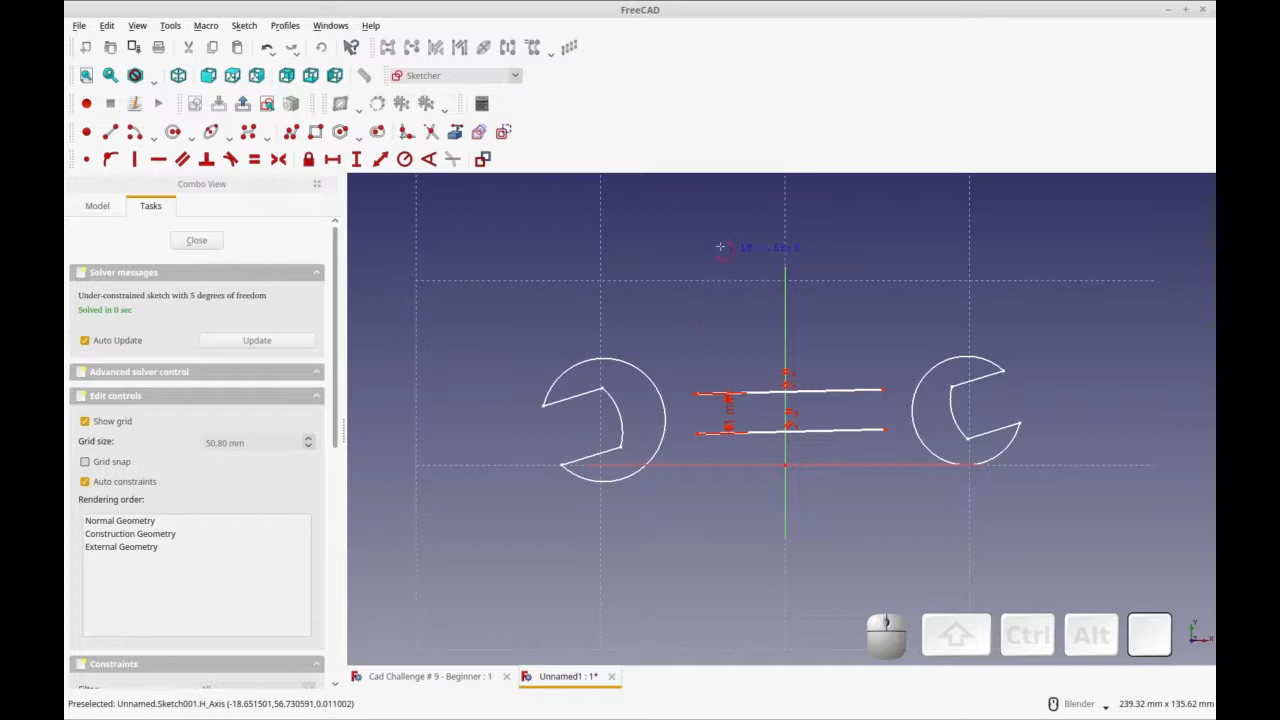 FreeCAD
File Edit View Tools Macro Sketch Profiles Windows Help
Sketcher
Combo View
Model Tasks
Close
Solver messages
Under-constrained sketch with 5 degrees of freedom
Solved in 0 sec
Auto Update Update
Advanced solver control
Edit controls
Show grid
Grid size: 50.80 mm
Grid snap
Auto constraints
Rendering order:
Normal Geometry
Construction Geometry
External Geometry
Constraints
Ctrl Alt
Y
X
Cad Challenge # 9 - Beginner : 1 Unnamed1 : 1*
Preselected: Unnamed.Sketch001.H_Axis (-18.651501,56.730591,0.011002) Blender 239.32 mm x 135.62 mm